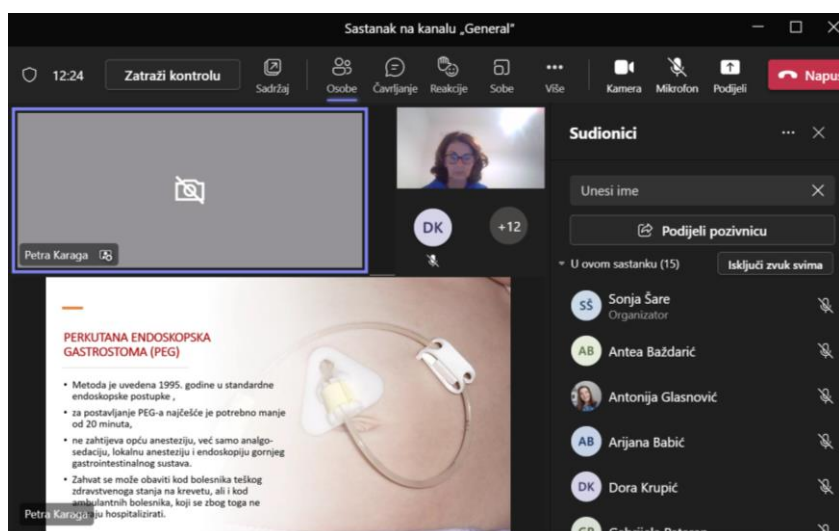 Sastanak na kanalu „General“
12:24
Zatraži kontrolu
Sadržaj
Osobe
Čavrljanje
Reakcije
Sobe
Više
Kamera
Mikrofon
Podijeli
Petra Karaga
DK
+12
PERKUTANA ENDOSKOPSKA
GASTROSTOMA (PEG)
• Metoda je uvedena 1995. godine u standardne
endoskopske postupke ,
• za postavljanje PEG-a najčešće je potrebno manje
od 20 minuta,
• ne zahtijeva opću anesteziju, već samo analgo-
sedaciju, lokalnu anesteziju i endoskopiju gornjeg
gastrointestinalnog sustava.
• Zahvat se može obaviti kod bolesnika teškog
zdravstvenoga stanja na krevetu, ali i kod
ambulantnih bolesnika, koji se zbog toga ne
hospitalizirati.
Petra Karaga
Sudionici
Unesi ime
Podijeli pozivnicu
U ovom sastanku (15)
Isključi zvuk svima
SŠ
Sonja Šare
Organizator
AB
Antea Baždarić
Antonija Glasnović
AB
Arijana Babić
DK
Dora Krupić